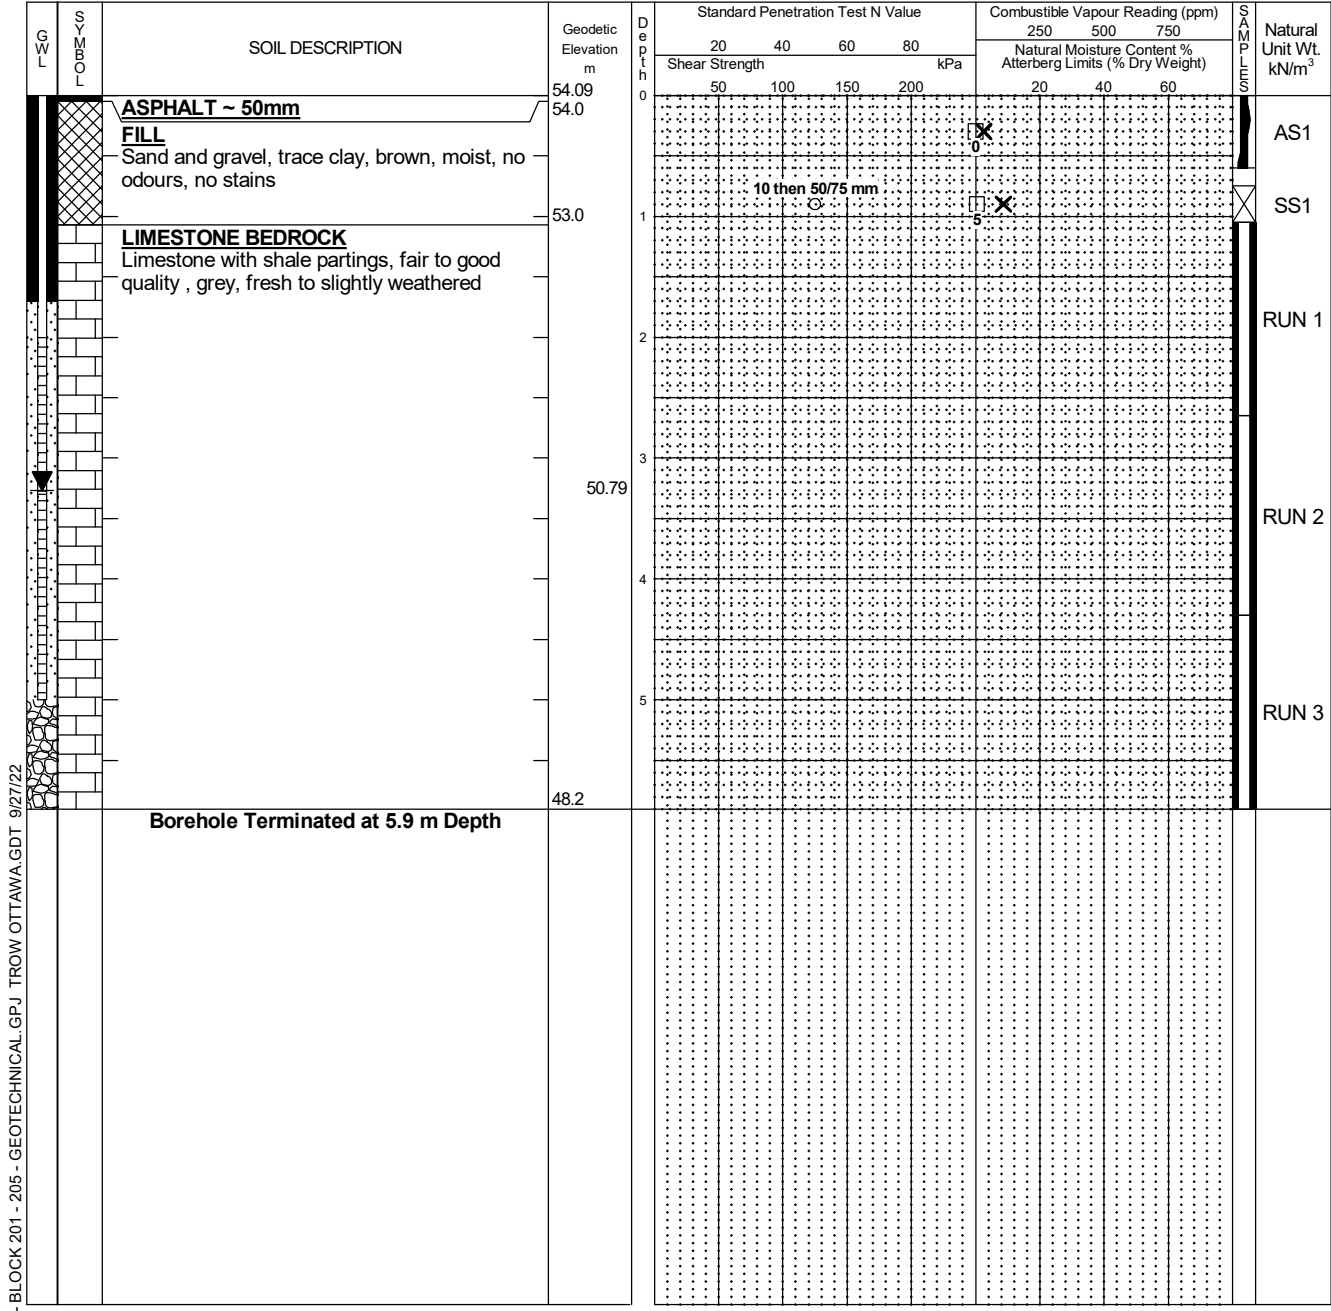 GWL
SYMBOL
SOIL DESCRIPTION
Geodetic
Elevation
m
Depth
Standard Penetration Test N Value
20 40 60 80
Shear Strength kPa
50 100 150 200
Combustible Vapour Reading (ppm)
250 500 750
Natural Moisture Content %
Atterberg Limits (% Dry Weight)
20 40 60
SAMPLES
Natural
Unit Wt.
kN/m³
54.09
0
ASPHALT ~ 50mm
54.0
FILL
Sand and gravel, trace clay, brown, moist, no
odours, no stains
0
AS1
10 then 50/75 mm
5
SS1
53.0
1
LIMESTONE BEDROCK
Limestone with shale partings, fair to good
quality , grey, fresh to slightly weathered
RUN 1
2
3
50.79
RUN 2
4
5
RUN 3
48.2
Borehole Terminated at 5.9 m Depth
- BLOCK 201 - 205 - GEOTECHNICAL.GPJ TROW OTTAWA.GDT 9/27/22